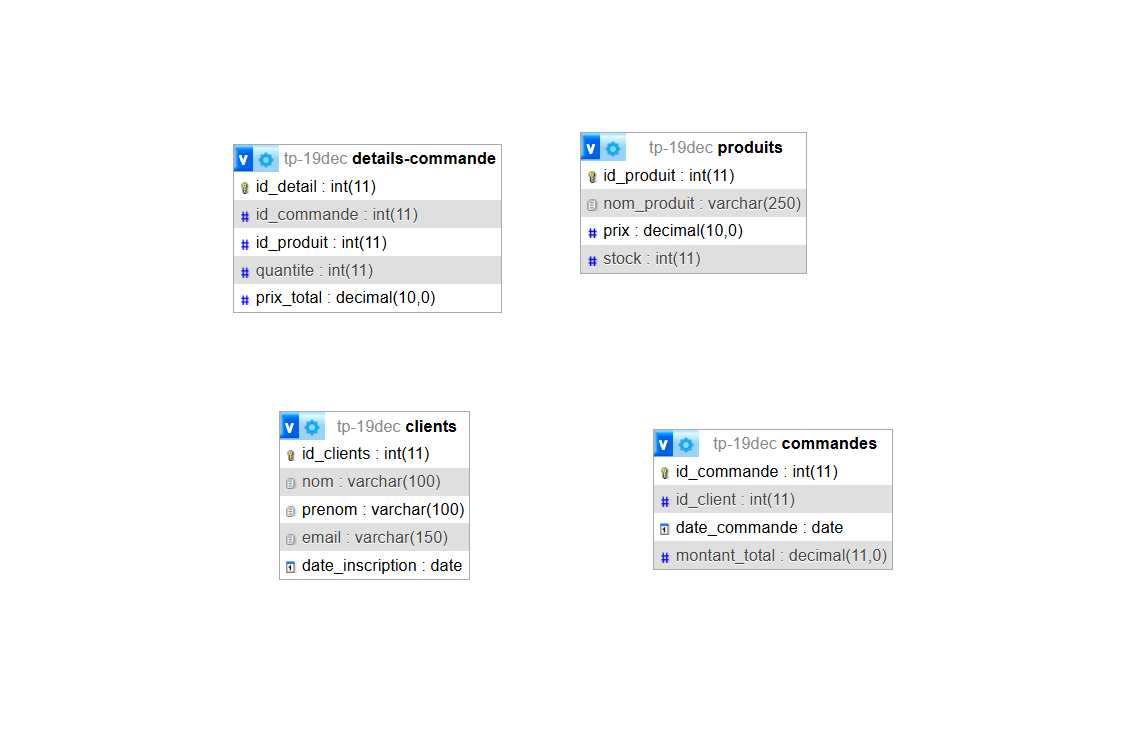 tp-19dec details-commande
id_detail : int(11)
id_commande : int(11)
id_produit : int(11)
quantite : int(11)
prix_total : decimal(10,0)
tp-19dec produits
id_produit : int(11)
nom_produit : varchar(250)
prix : decimal(10,0)
stock : int(11)
tp-19dec clients
id_clients : int(11)
nom : varchar(100)
prenom : varchar(100)
email : varchar(150)
date_inscription : date
tp-19dec commandes
id_commande : int(11)
id_client : int(11)
date_commande : date
montant_total : decimal(11,0)